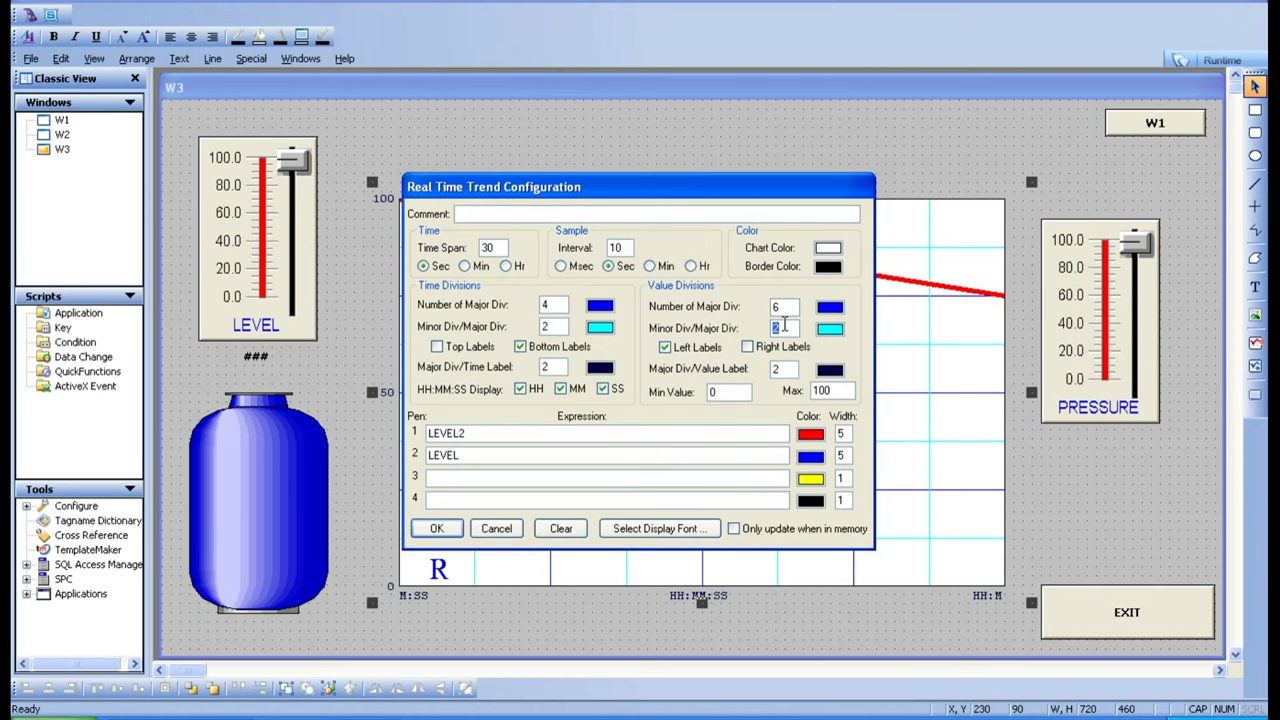 B I U A A
File Edit View Arrange Text Line Special Windows Help
Runtime
Classic View
Windows
W1
W2
W3
Scripts
Application
Key
Condition
Data Change
QuickFunctions
ActiveX Event
Tools
Configure
Tagname Dictionary
Cross Reference
TemplateMaker
SQL Access Manage
SPC
Applications
W3
W1
100.0
80.0
60.0
40.0
20.0
0.0
LEVEL
###
100
50
0
R
M:SS HH:MM:SS HH:M
Real Time Trend Configuration
Comment:
Time Sample Color
Time Span: 30 Interval: 10 Chart Color:
Sec Min Hr Msec Sec Min Hr Border Color:
Time Divisions Value Divisions
Number of Major Div: 4 Number of Major Div: 6
Minor Div/Major Div: 2 Minor Div/Major Div: 2
Top Labels Bottom Labels Left Labels Right Labels
Major Div/Time Label: 2 Major Div/Value Label: 2
HH:MM:SS Display: HH MM SS Min Value: 0 Max: 100
Pen: Expression: Color: Width:
1 LEVEL2 5
2 LEVEL 5
3 1
4 1
OK Cancel Clear Select Display Font ... Only update when in memory
100.0
80.0
60.0
40.0
20.0
0.0
PRESSURE
EXIT
Ready X, Y 230 90 W, H 720 460 CAP NUM SCRL